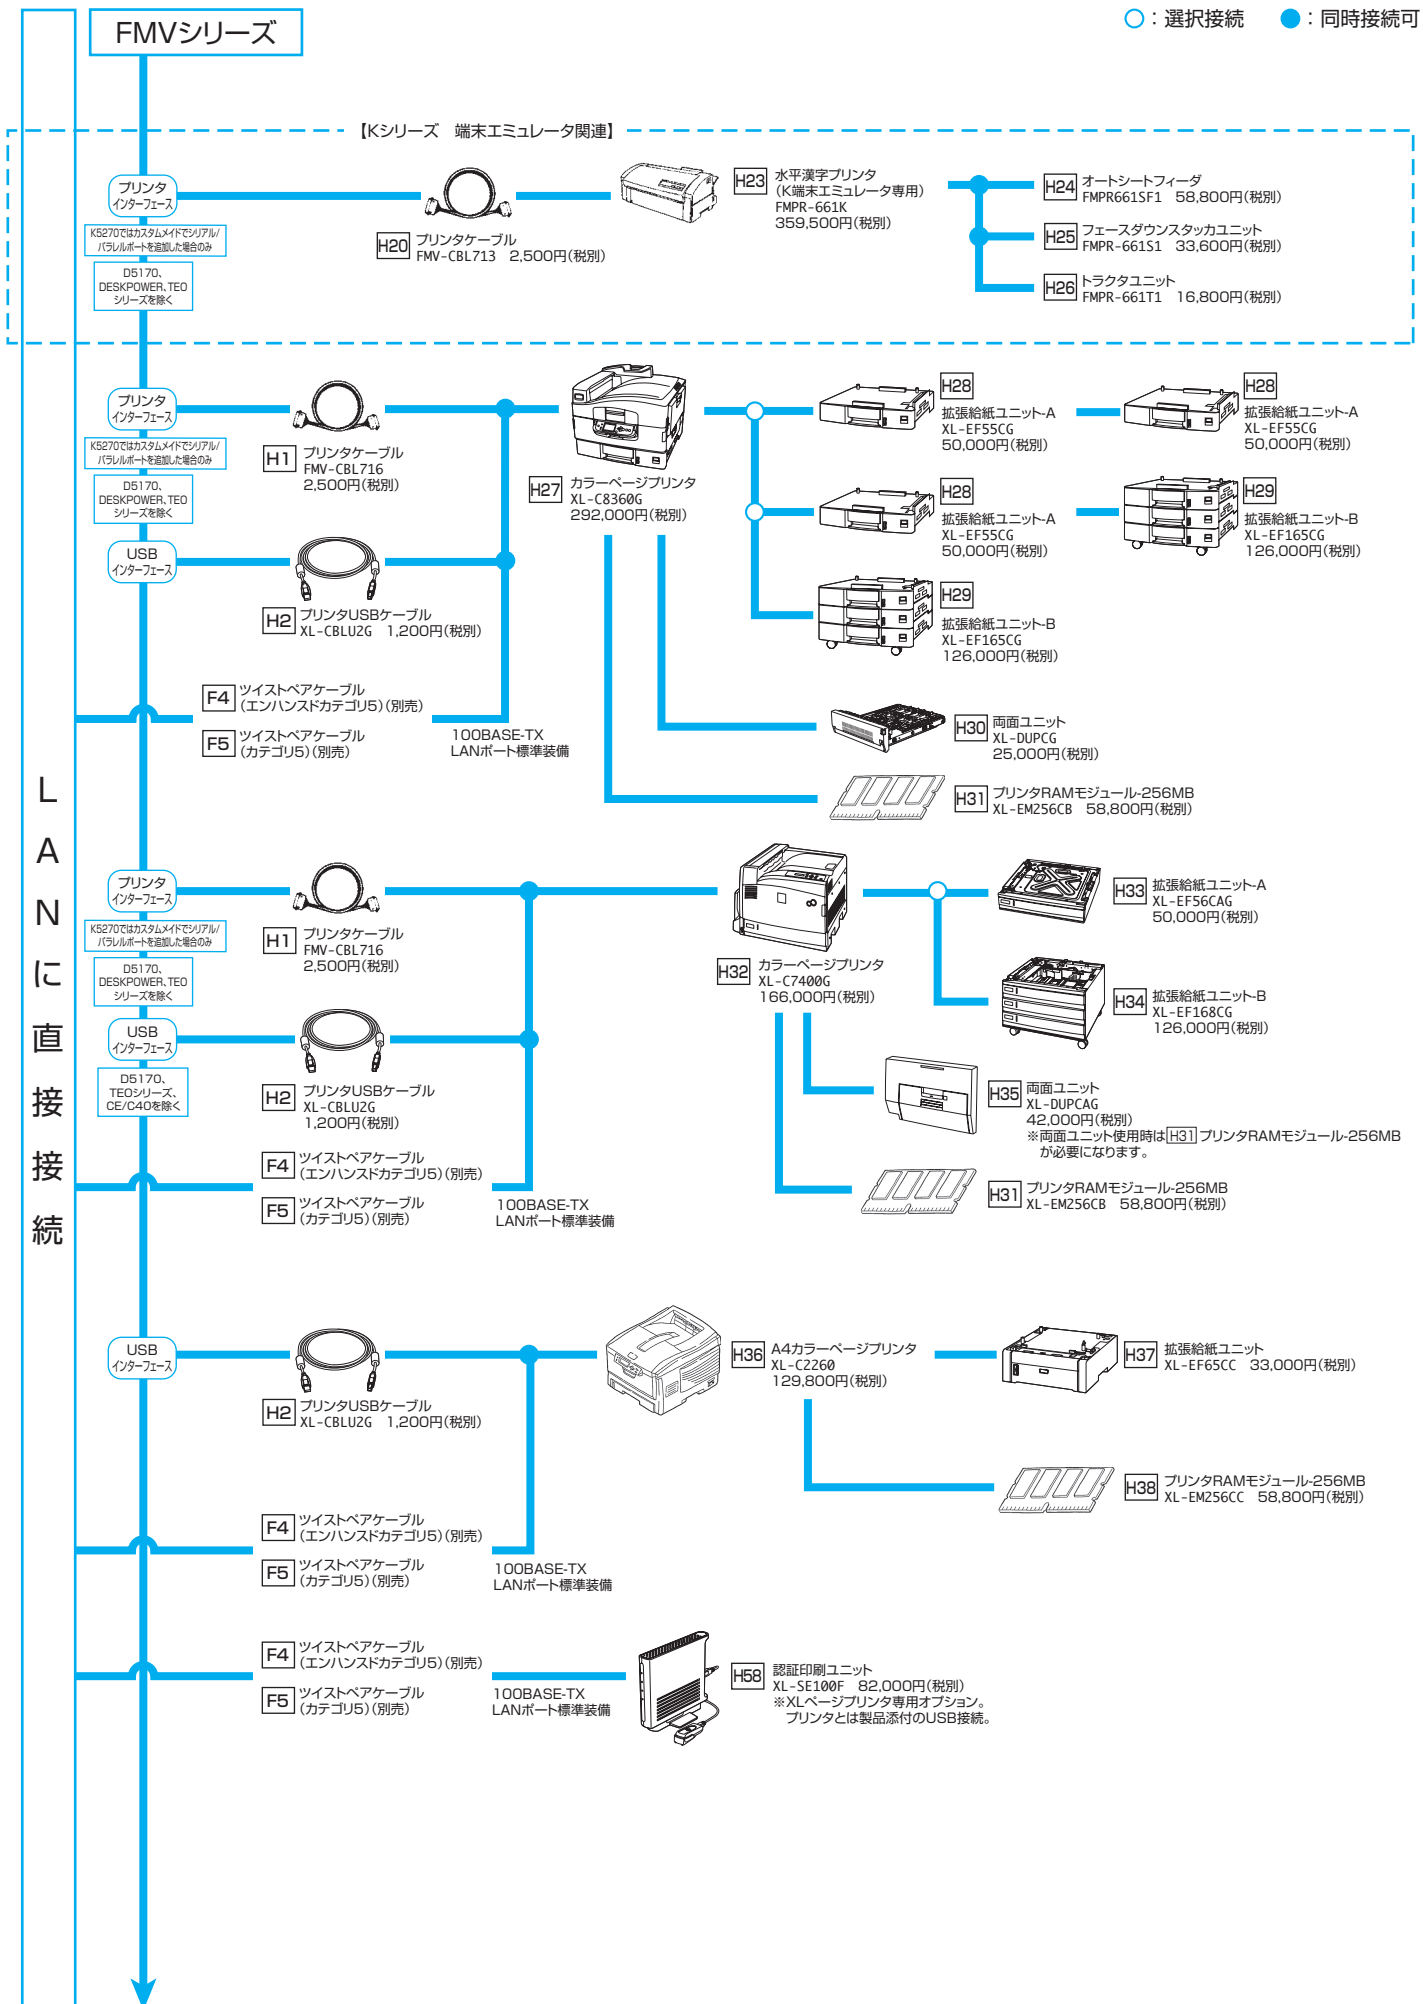 FMVシリーズ
○：選択接続　●：同時接続可
【Kシリーズ　端末エミュレータ関連】
プリンタ
インターフェース
K5270ではカスタムメイドでシリアル/
パラレルポートを追加した場合のみ
D5170、
DESKPOWER、TEO
シリーズを除く
H20 プリンタケーブル
FMV-CBL713　2,500円(税別)
H23 水平漢字プリンタ
(K端末エミュレータ専用)
FMPR-661K
359,500円(税別)
H24 オートシートフィーダ
FMPR661SF1　58,800円(税別)
H25 フェースダウンスタッカユニット
FMPR-661S1　33,600円(税別)
H26 トラクタユニット
FMPR-661T1　16,800円(税別)
プリンタ
インターフェース
K5270ではカスタムメイドでシリアル/
パラレルポートを追加した場合のみ
D5170、
DESKPOWER、TEO
シリーズを除く
USB
インターフェース
H1 プリンタケーブル
FMV-CBL716
2,500円(税別)
H2 プリンタUSBケーブル
XL-CBLU2G　1,200円(税別)
F4 ツイストペアケーブル
(エンハンスドカテゴリ5)(別売)
F5 ツイストペアケーブル
(カテゴリ5)(別売)
100BASE-TX
LANポート標準装備
H27 カラーページプリンタ
XL-C8360G
292,000円(税別)
H28
拡張給紙ユニット-A
XL-EF55CG
50,000円(税別)
H28
拡張給紙ユニット-A
XL-EF55CG
50,000円(税別)
H28
拡張給紙ユニット-A
XL-EF55CG
50,000円(税別)
H29
拡張給紙ユニット-B
XL-EF165CG
126,000円(税別)
H29
拡張給紙ユニット-B
XL-EF165CG
126,000円(税別)
H30 両面ユニット
XL-DUPCG
25,000円(税別)
H31 プリンタRAMモジュール-256MB
XL-EM256CB　58,800円(税別)
LANに直接接続
プリンタ
インターフェース
K5270ではカスタムメイドでシリアル/
パラレルポートを追加した場合のみ
D5170、
DESKPOWER、TEO
シリーズを除く
USB
インターフェース
D5170、
TEOシリーズ、
CE/C40を除く
H1 プリンタケーブル
FMV-CBL716
2,500円(税別)
H2 プリンタUSBケーブル
XL-CBLU2G
1,200円(税別)
F4 ツイストペアケーブル
(エンハンスドカテゴリ5)(別売)
F5 ツイストペアケーブル
(カテゴリ5)(別売)
100BASE-TX
LANポート標準装備
H32 カラーページプリンタ
XL-C7400G
166,000円(税別)
H33 拡張給紙ユニット-A
XL-EF56CAG
50,000円(税別)
H34 拡張給紙ユニット-B
XL-EF168CG
126,000円(税別)
H35 両面ユニット
XL-DUPCAG
42,000円(税別)
※両面ユニット使用時はH31プリンタRAMモジュール-256MB
が必要になります。
H31 プリンタRAMモジュール-256MB
XL-EM256CB　58,800円(税別)
USB
インターフェース
H2 プリンタUSBケーブル
XL-CBLU2G　1,200円(税別)
H36 A4カラーページプリンタ
XL-C2260
129,800円(税別)
H37 拡張給紙ユニット
XL-EF65CC　33,000円(税別)
H38 プリンタRAMモジュール-256MB
XL-EM256CC　58,800円(税別)
F4 ツイストペアケーブル
(エンハンスドカテゴリ5)(別売)
F5 ツイストペアケーブル
(カテゴリ5)(別売)
100BASE-TX
LANポート標準装備
F4 ツイストペアケーブル
(エンハンスドカテゴリ5)(別売)
F5 ツイストペアケーブル
(カテゴリ5)(別売)
100BASE-TX
LANポート標準装備
H58 認証印刷ユニット
XL-SE100F　82,000円(税別)
※XLページプリンタ専用オプション。
プリンタとは製品添付のUSB接続。